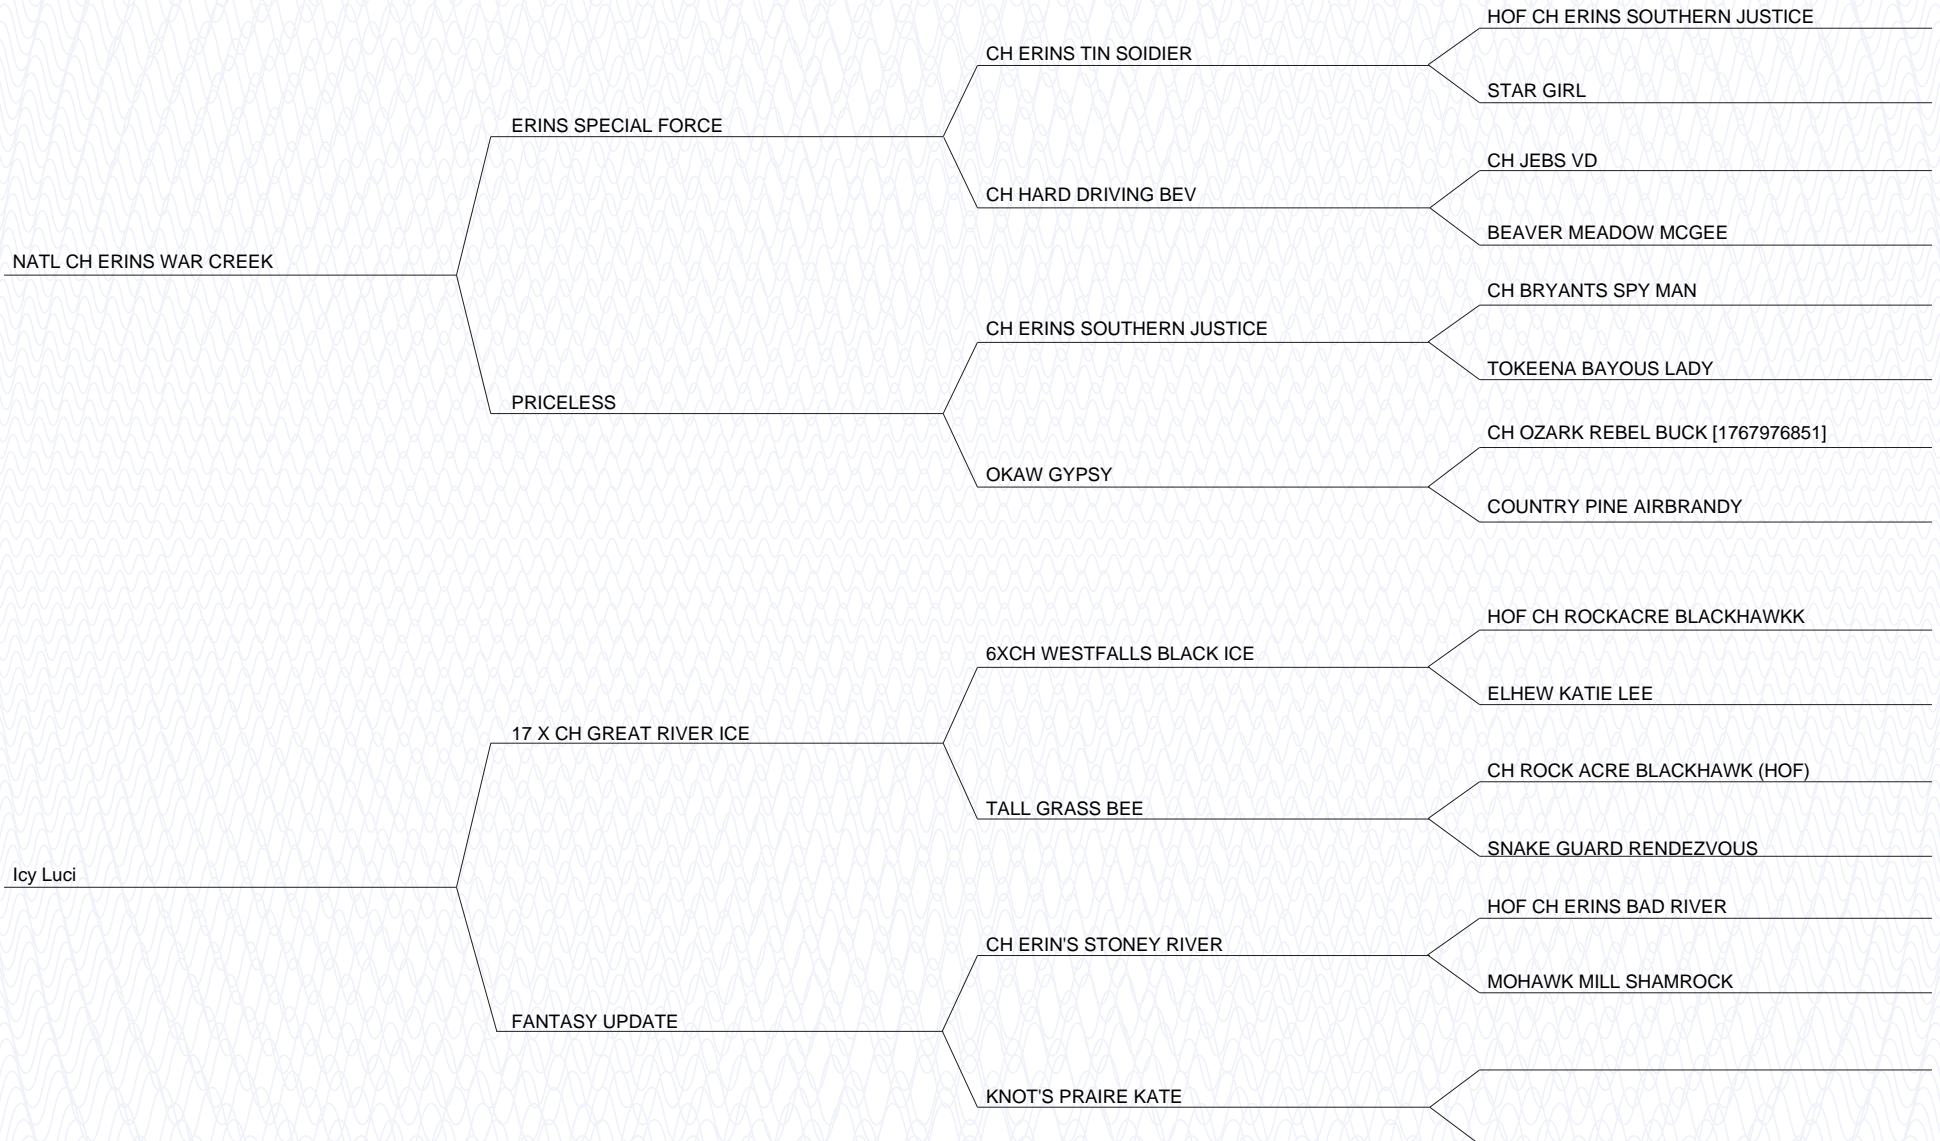 HOF CH ERINS SOUTHERN JUSTICE
CH ERINS TIN SOIDIER
STAR GIRL
ERINS SPECIAL FORCE
CH JEBS VD
CH HARD DRIVING BEV
BEAVER MEADOW MCGEE
NATL CH ERINS WAR CREEK
CH BRYANTS SPY MAN
CH ERINS SOUTHERN JUSTICE
TOKEENA BAYOUS LADY
PRICELESS
CH OZARK REBEL BUCK [1767976851]
OKAW GYPSY
COUNTRY PINE AIRBRANDY
HOF CH ROCKACRE BLACKHAWKK
6XCH WESTFALLS BLACK ICE
ELHEW KATIE LEE
17 X CH GREAT RIVER ICE
CH ROCK ACRE BLACKHAWK (HOF)
TALL GRASS BEE
SNAKE GUARD RENDEZVOUS
Icy Luci
HOF CH ERINS BAD RIVER
CH ERIN'S STONEY RIVER
MOHAWK MILL SHAMROCK
FANTASY UPDATE
KNOT'S PRAIRE KATE